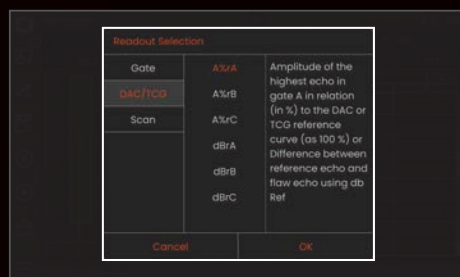 Readout Selection
Gate
DAC/TCG
Scan
A%rA
A%rB
A%rC
dBrA
dBrB
dBrC
Amplitude of the
highest echo in
gate A in relation
(in %) to the DAC or
TCG reference
curve (as 100 %) or
Difference between
reference echo and
flaw echo using db
Ref
Cancel
OK